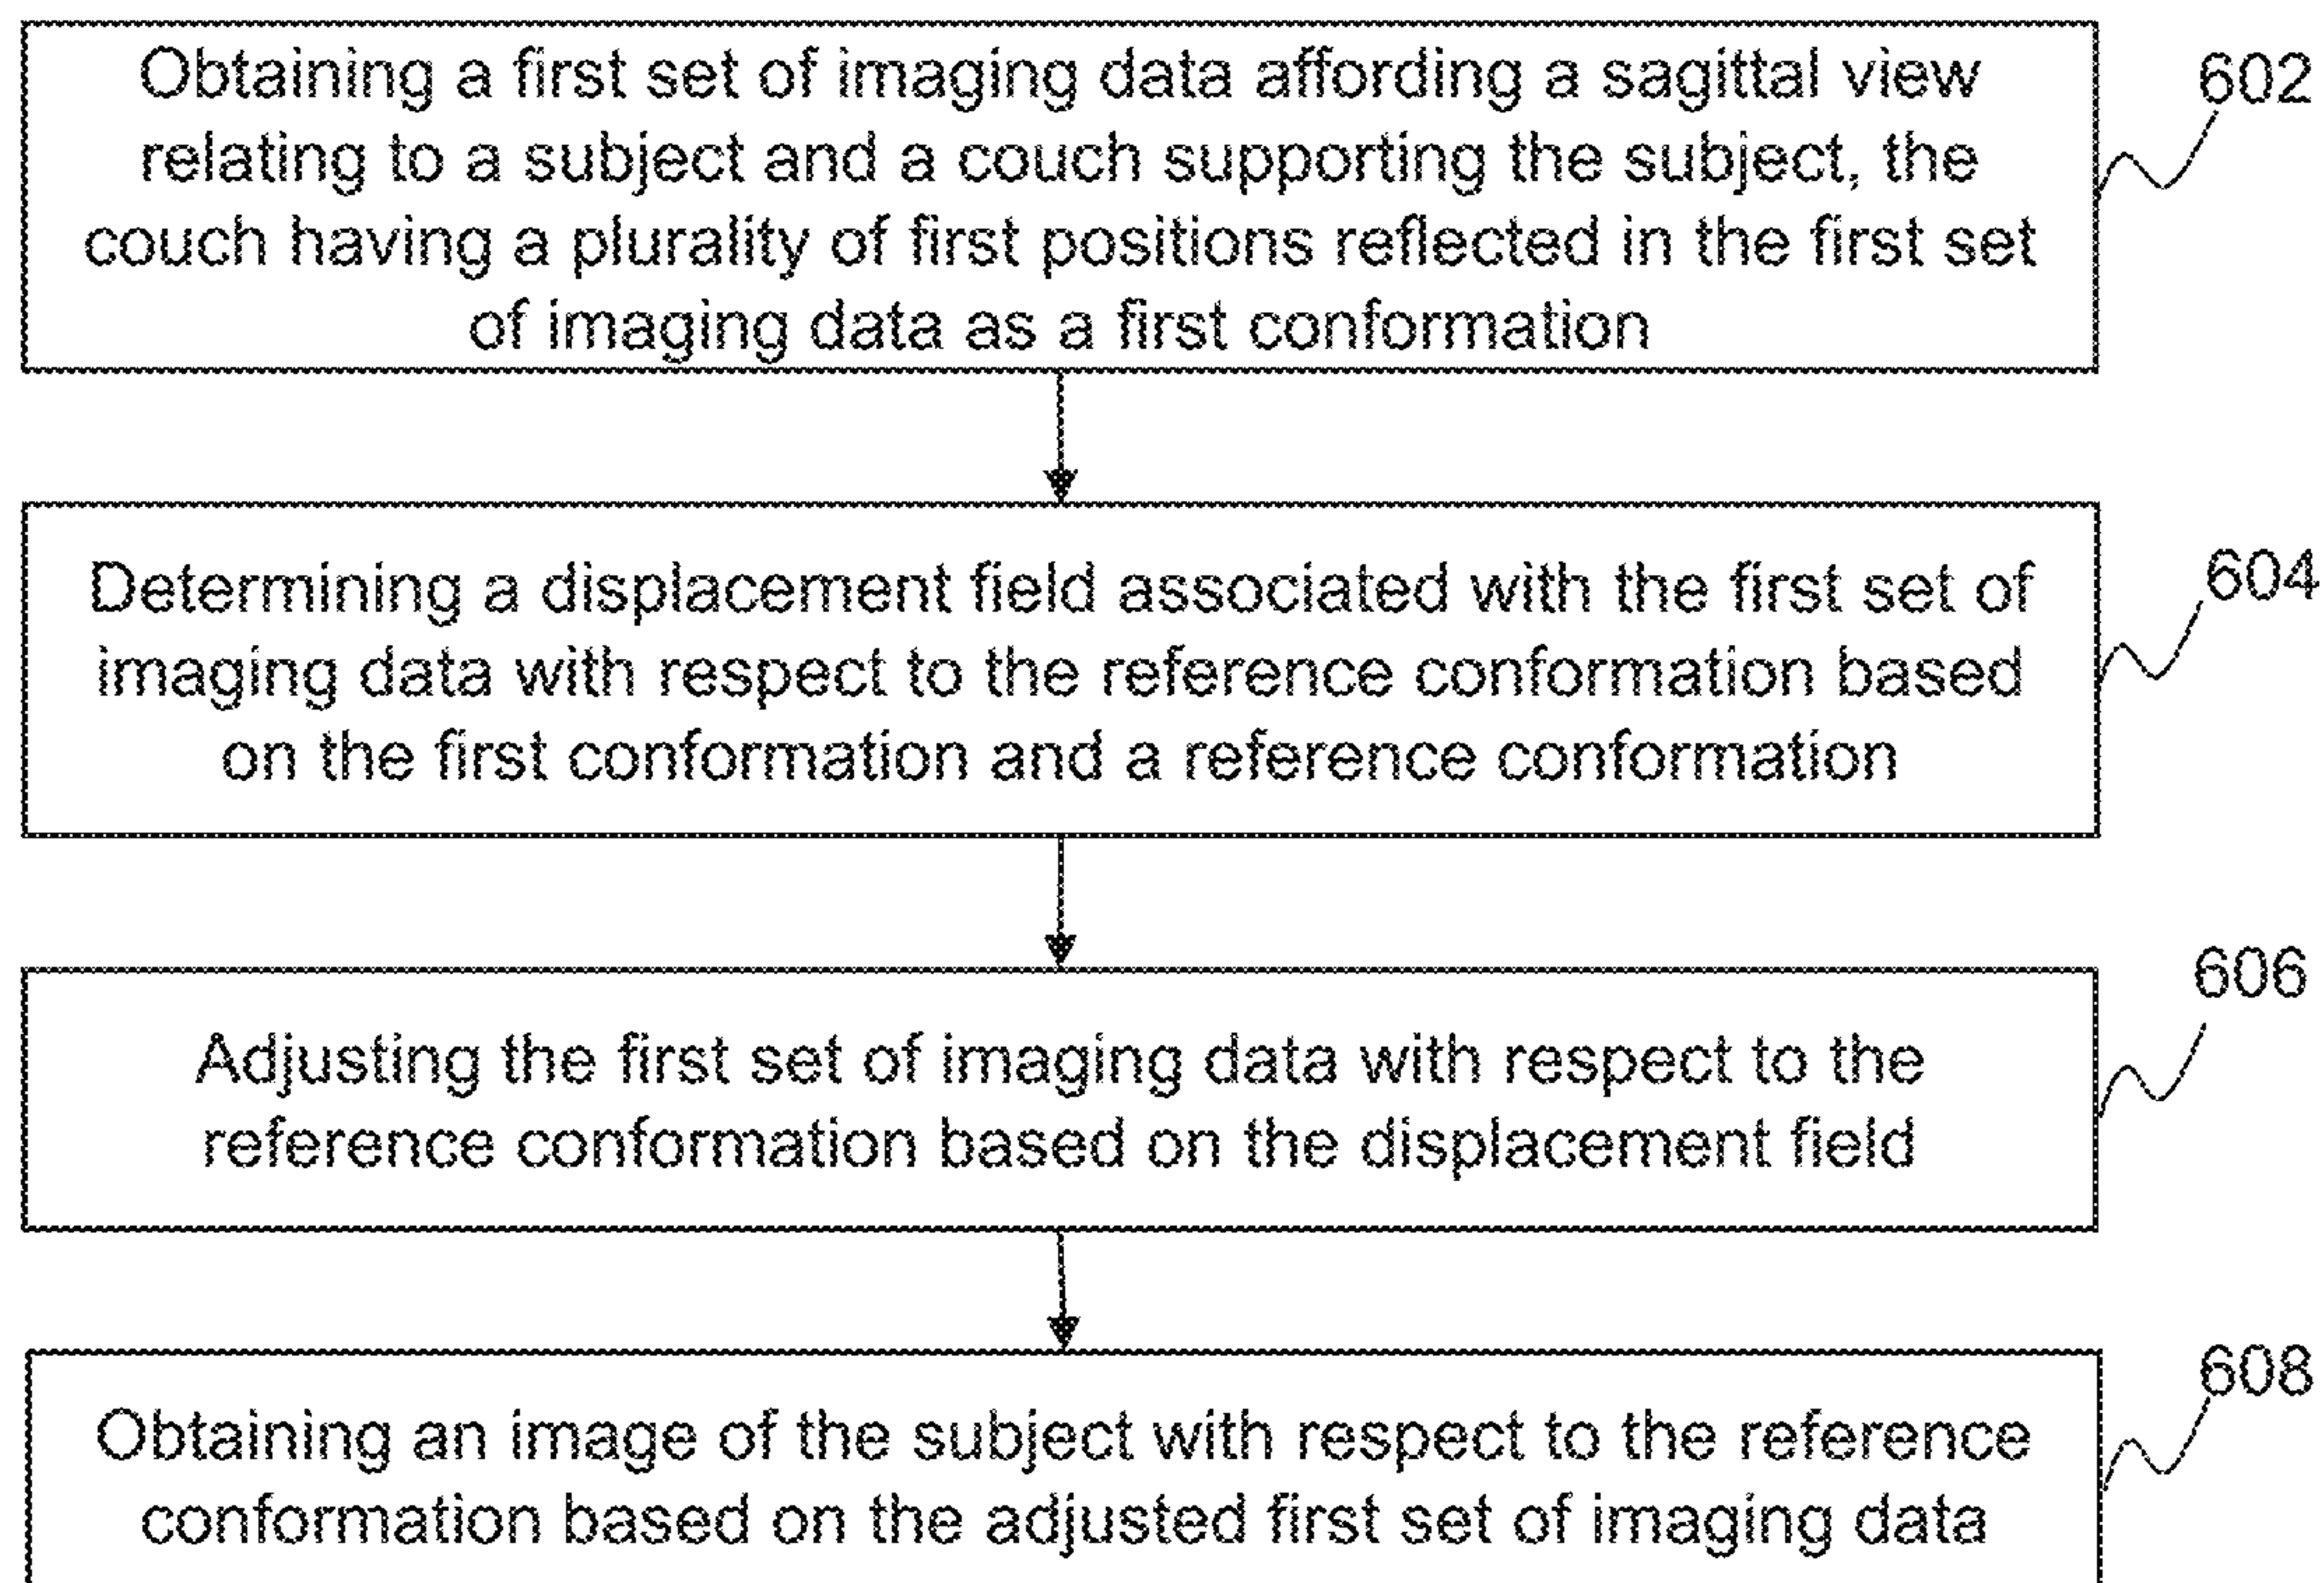 Obtaining a first set of imaging data affording a sagittal view
relating to a subject and a couch supporting the subject, the
couch having a plurality of first positions reflected in the first set
of imaging data as a first conformation
602
Determining a displacement field associated with the first set of
imaging data with respect to the reference conformation based
on the first conformation and a reference conformation
604
Adjusting the first set of imaging data with respect to the
reference conformation based on the displacement field
606
Obtaining an image of the subject with respect to the reference
conformation based on the adjusted first set of imaging data
608